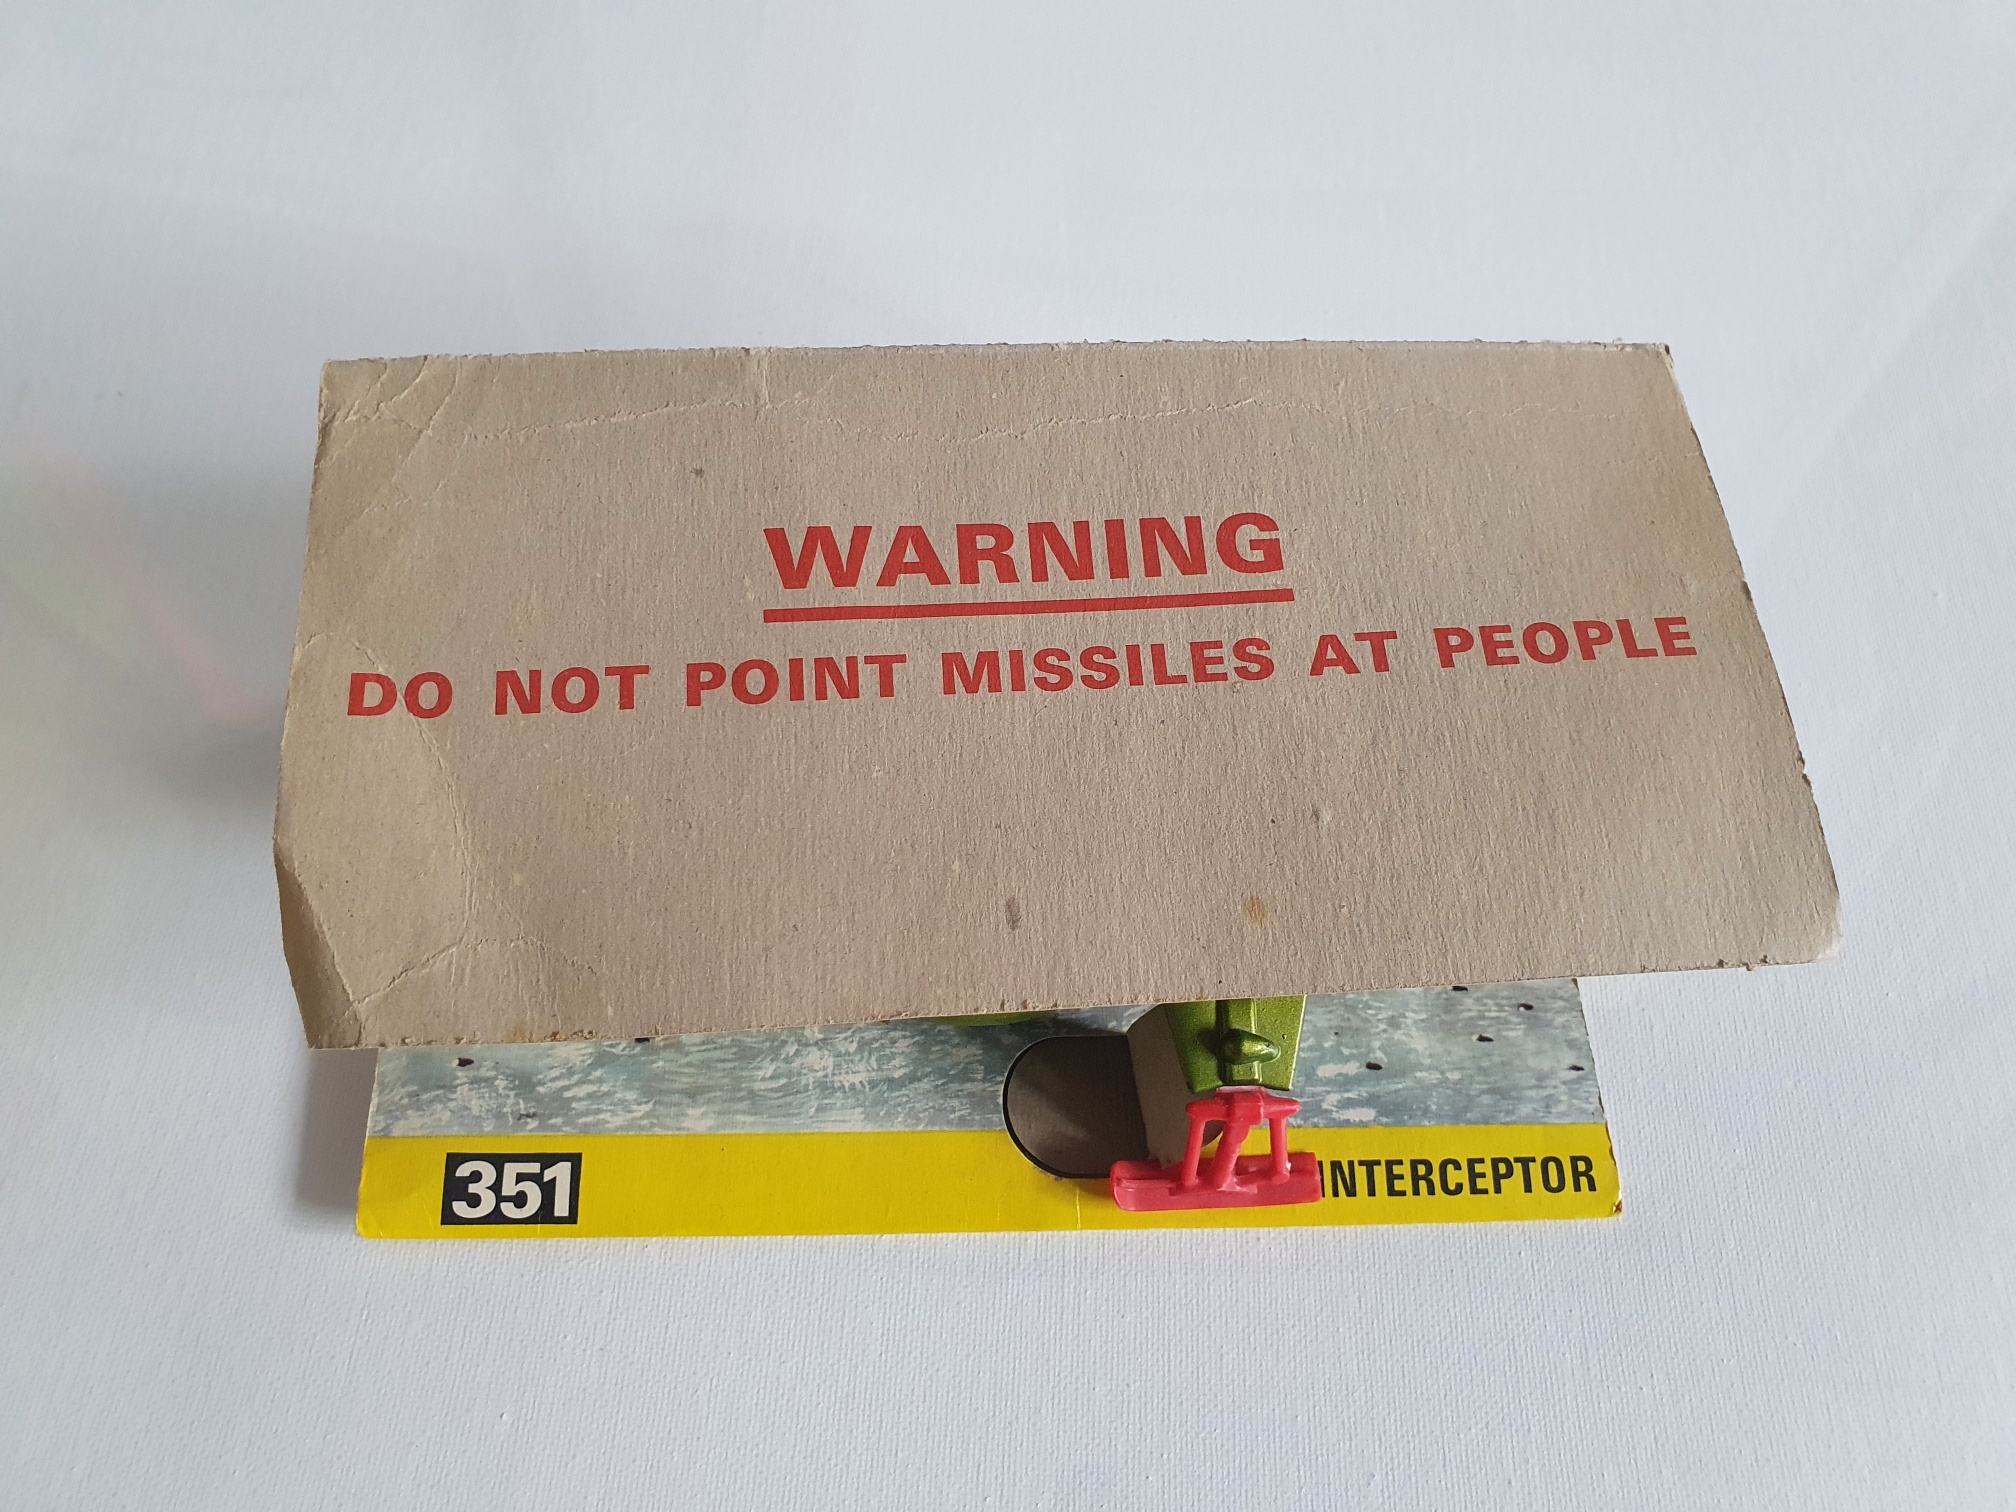 WARNING
DO NOT POINT MISSILES AT PEOPLE
351 INTERCEPTOR